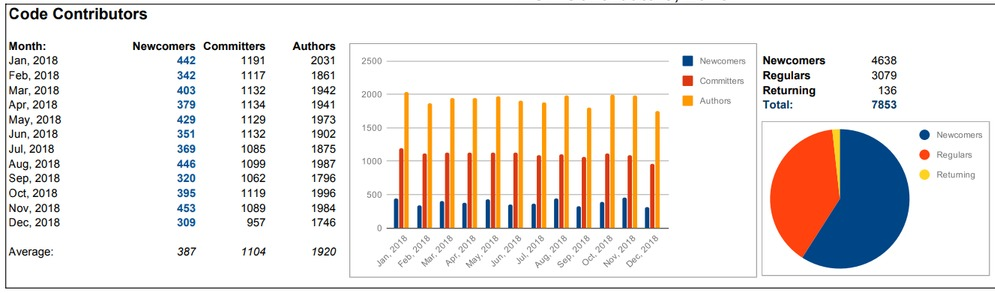 Code Contributors
Month: Newcomers Committers Authors
Jan, 2018 442 1191 2031
Feb, 2018 342 1117 1861
Mar, 2018 403 1132 1942
Apr, 2018 379 1134 1941
May, 2018 429 1129 1973
Jun, 2018 351 1132 1902
Jul, 2018 369 1085 1875
Aug, 2018 446 1099 1987
Sep, 2018 320 1062 1796
Oct, 2018 395 1119 1996
Nov, 2018 453 1089 1984
Dec, 2018 309 957 1746
Average: 387 1104 1920
2500
2000
1500
1000
500
0
Jan, 2018
Feb, 2018
Mar, 2018
Apr, 2018
May, 2018
Jun, 2018
Jul, 2018
Aug, 2018
Sep, 2018
Oct, 2018
Nov, 2018
Dec, 2018
Newcomers
Committers
Authors
Newcomers 4638
Regulars 3079
Returning 136
Total: 7853
Newcomers
Regulars
Returning